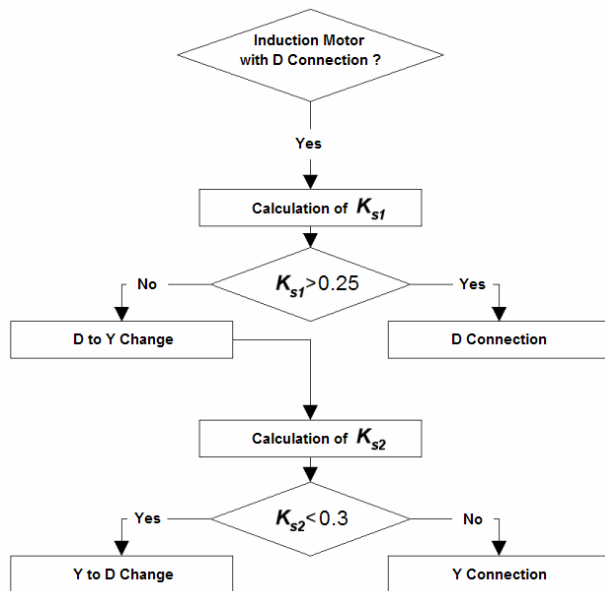 Induction Motor
with D Connection ?
Yes
Calculation of Ks1
Ks1>0.25
No
Yes
D to Y Change
D Connection
Calculation of Ks2
Ks2<0.3
Yes
No
Y to D Change
Y Connection